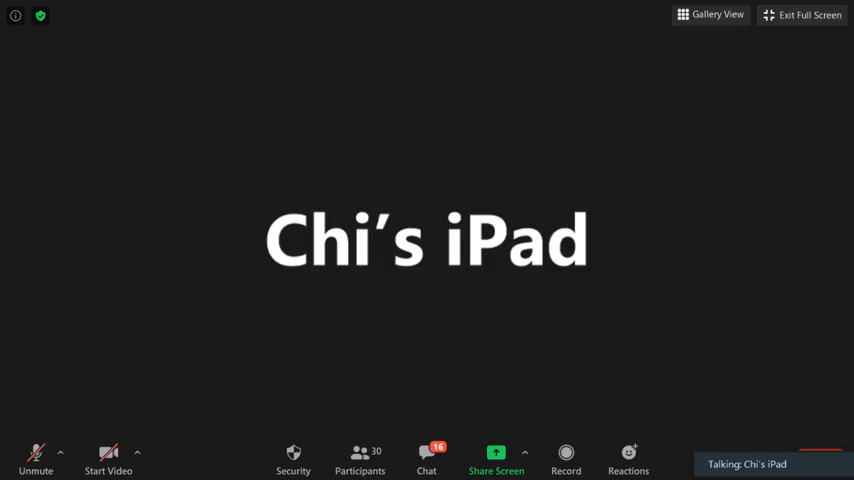 Gallery View
Exit Full Screen
Chi's iPad
Unmute
Start Video
Security
30
Participants
16
Chat
Share Screen
Record
Reactions
Talking: Chi's iPad